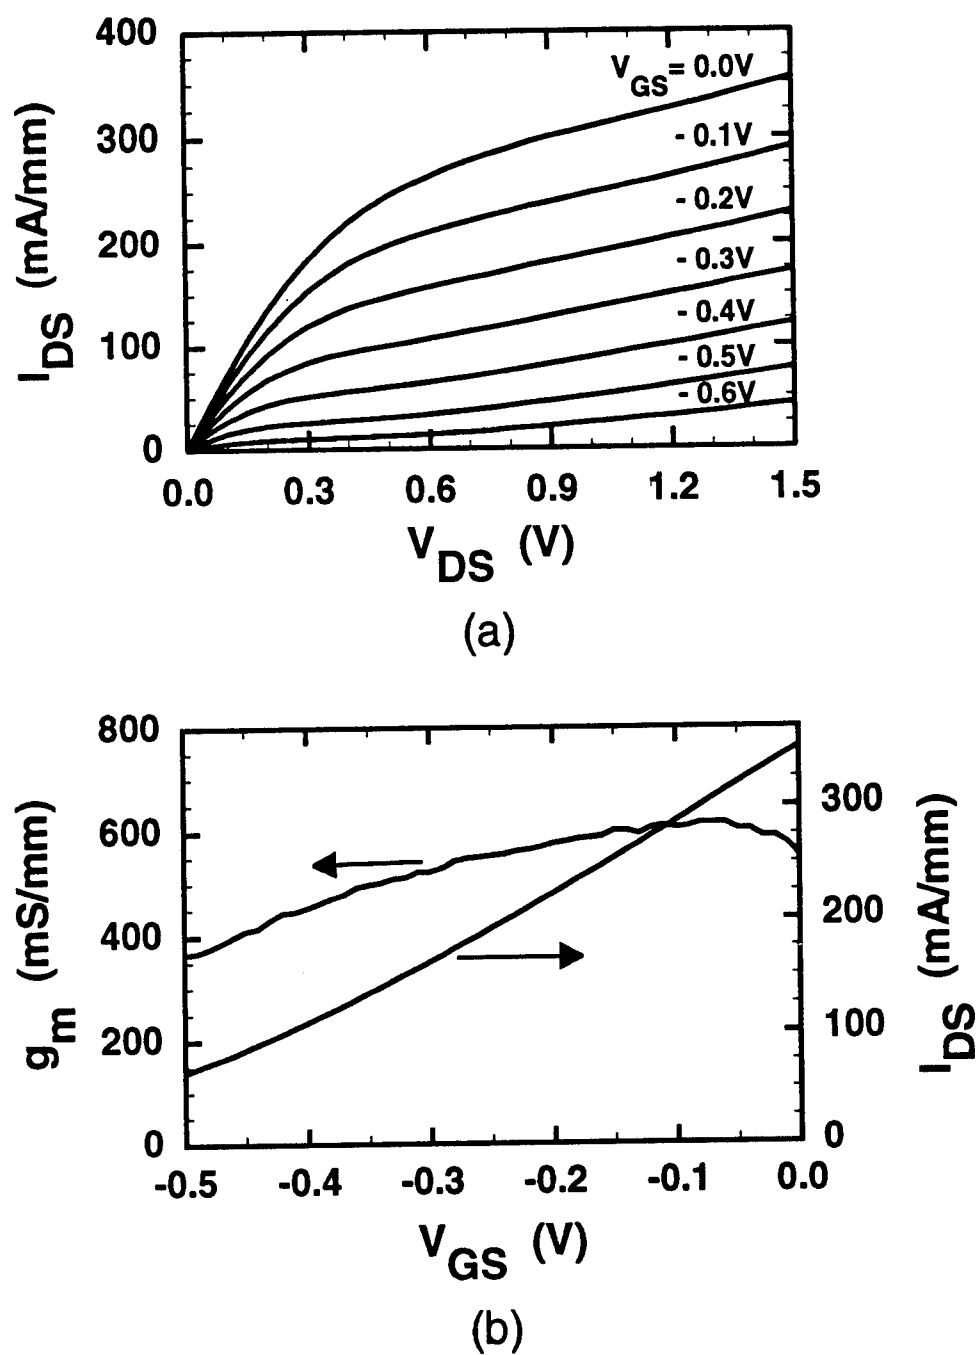 400
300
200
100
0
I_DS (mA/mm)
V_GS = 0.0V
- 0.1V
- 0.2V
- 0.3V
- 0.4V
- 0.5V
- 0.6V
0.0 0.3 0.6 0.9 1.2 1.5
V_DS (V)
(a)
800
600
400
200
0
g_m (mS/mm)
300
200
100
0
I_DS (mA/mm)
-0.5 -0.4 -0.3 -0.2 -0.1 0.0
V_GS (V)
(b)